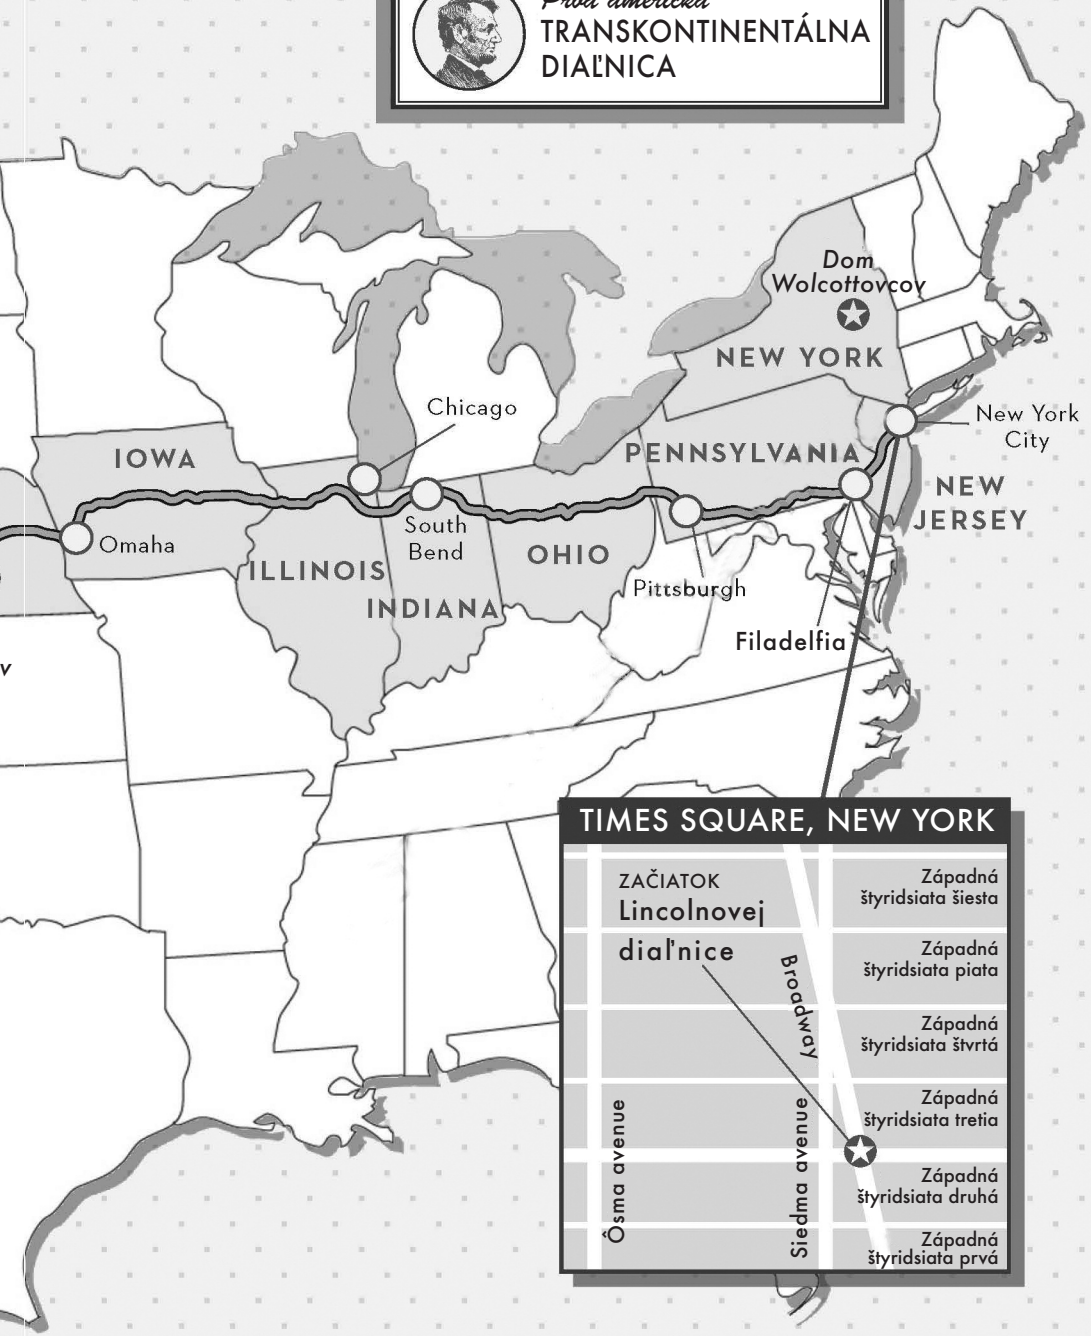 Prvá americká
TRANSKONTINENTÁLNA
DIAĽNICA
Dom
Wolcottovcov
NEW YORK
Chicago
New York
City
IOWA
PENNSYLVANIA
NEW
JERSEY
South
Bend
Omaha
OHIO
ILLINOIS
Pittsburgh
INDIANA
Filadelfia
v
TIMES SQUARE, NEW YORK
ZAČIATOK
Lincolnovej
diaľnice
Západná
štyridsiata šiesta
Západná
štyridsiata piata
Broadway
Západná
štyridsiata štvrtá
Západná
štyridsiata tretia
Ôsma avenue
Siedma avenue
Západná
štyridsiata druhá
Západná
štyridsiata prvá